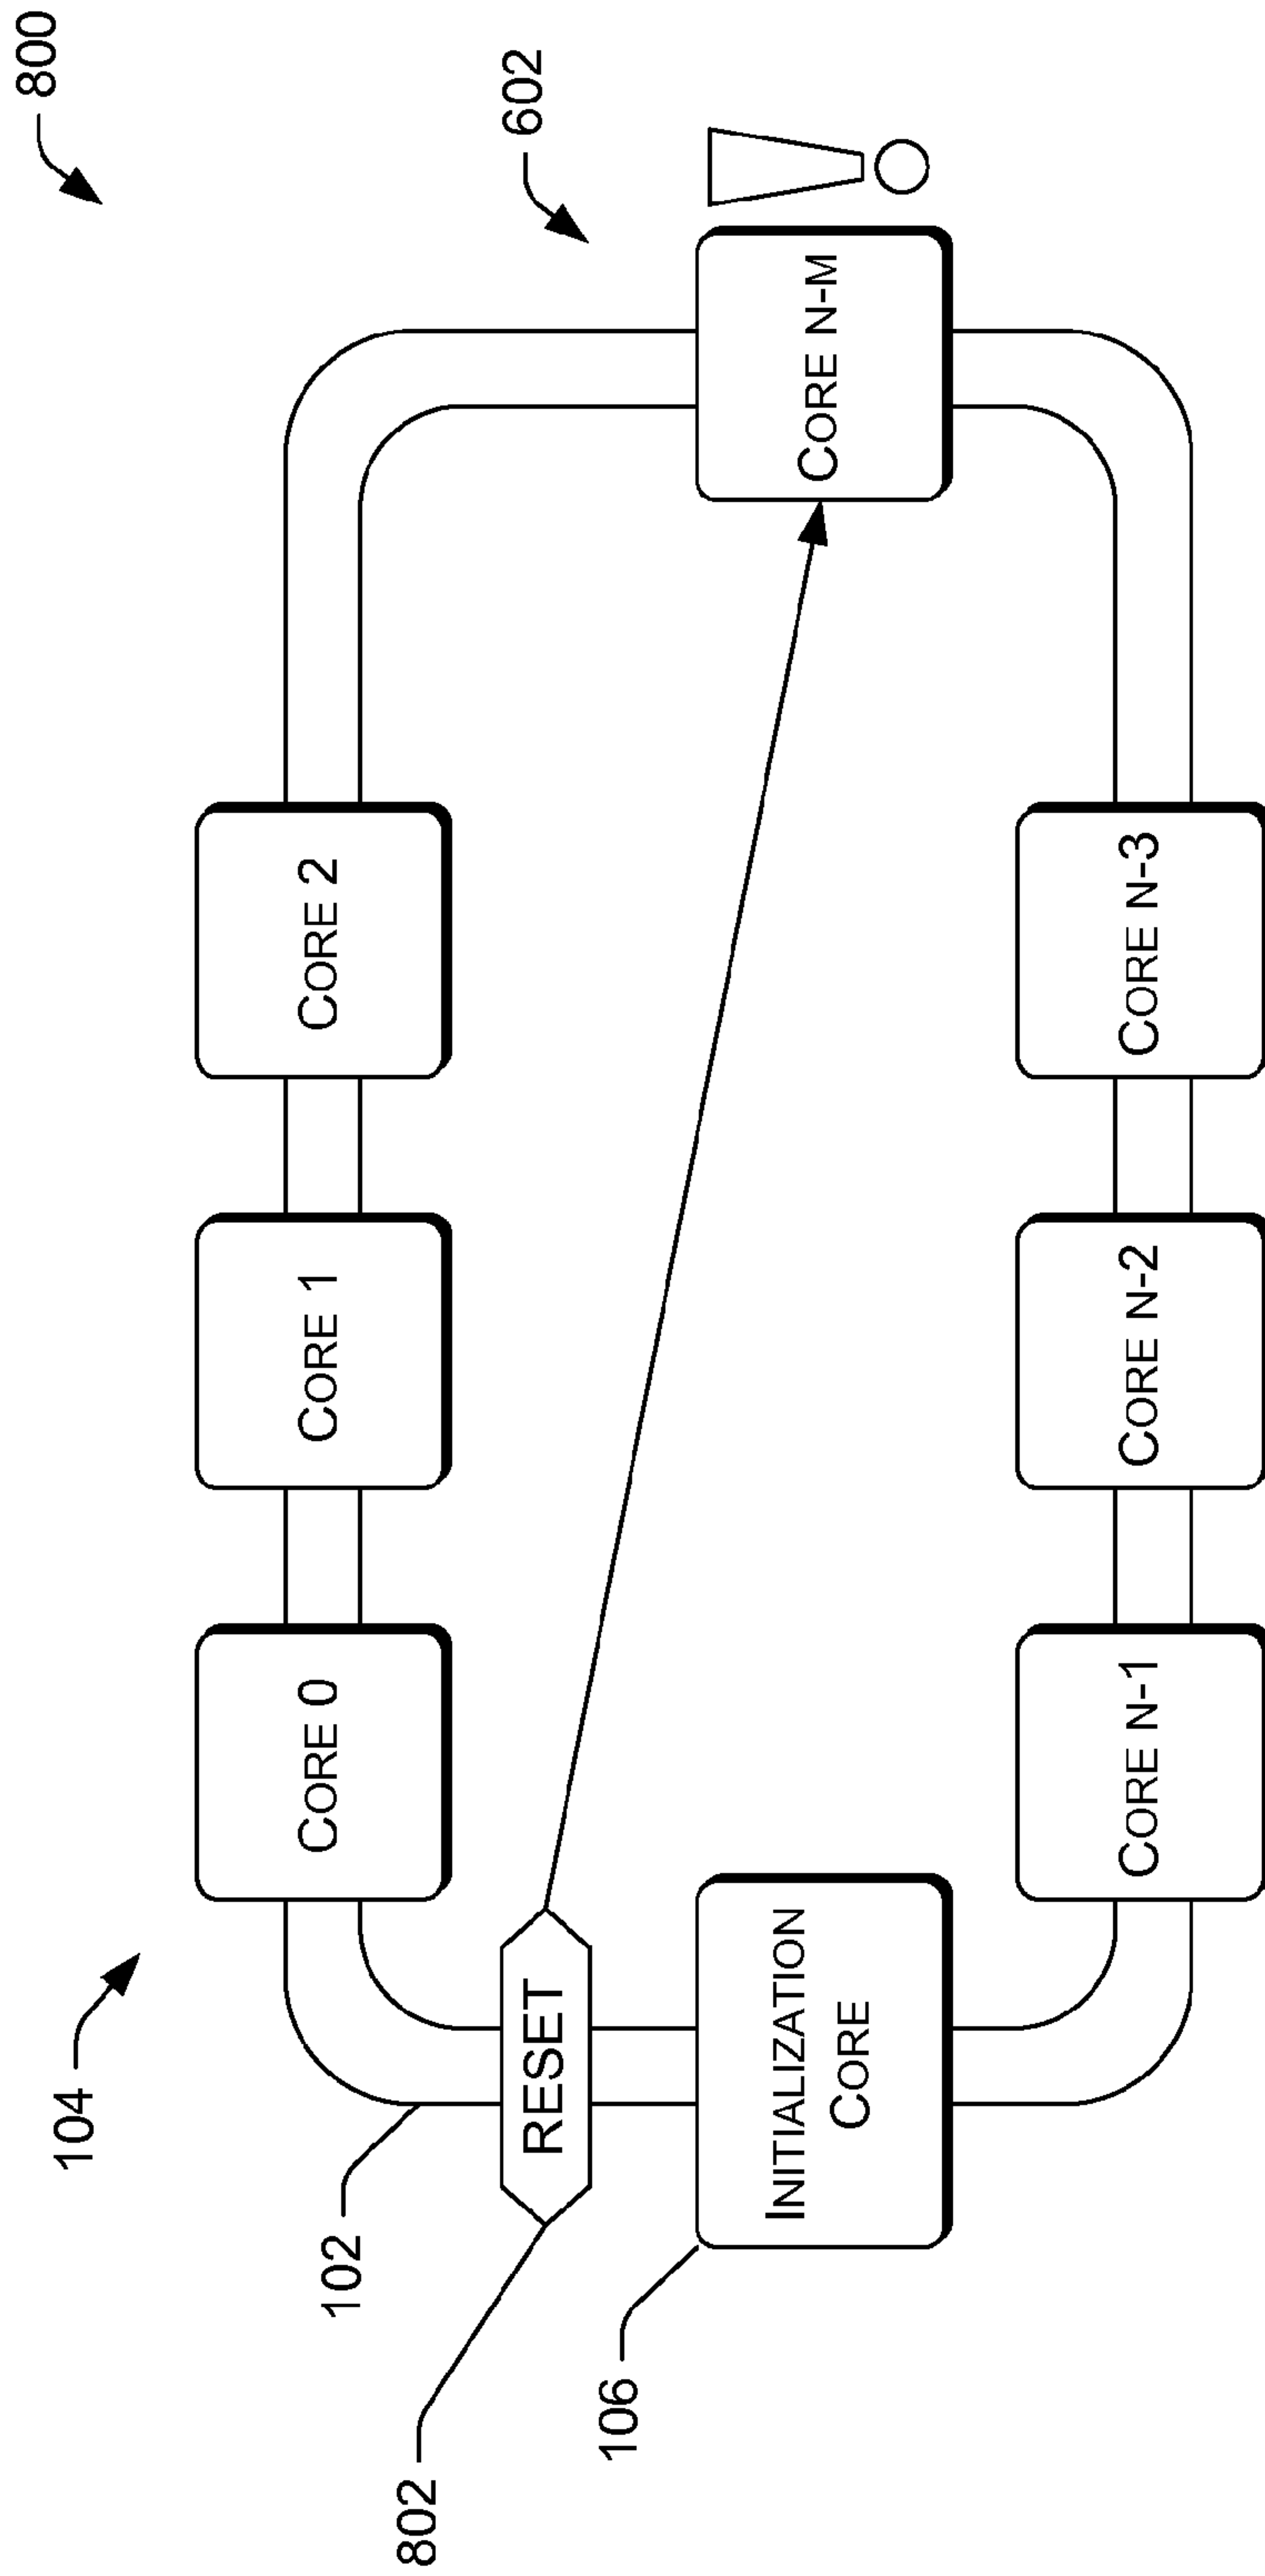 800
104
602
102
802
106
CORE 0
CORE 1
CORE 2
RESET
INITIALIZATION
CORE
CORE N-M
CORE N-1
CORE N-2
CORE N-3